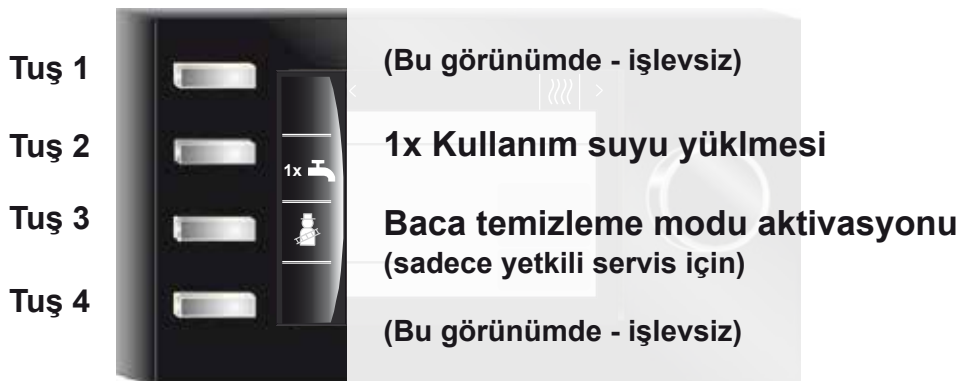 Tuş 1
(Bu görünümde - işlevsiz)
Tuş 2
1x
1x Kullanım suyu yüklmesi
Tuş 3
Baca temizleme modu aktivasyonu
(sadece yetkili servis için)
Tuş 4
(Bu görünümde - işlevsiz)